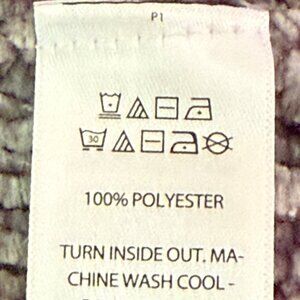 P1
30
100% POLYESTER
TURN INSIDE OUT. MA-
CHINE WASH COOL -